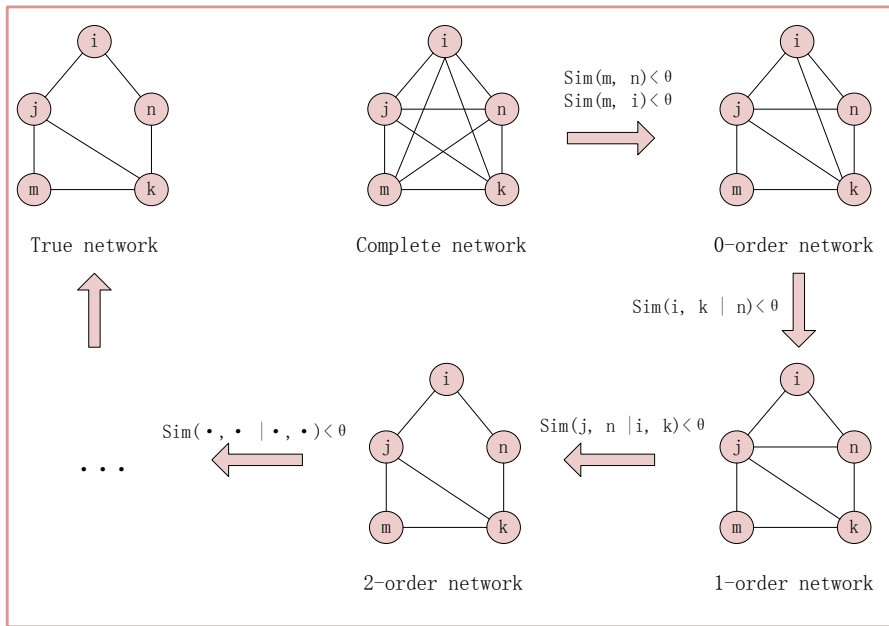 i
j
n
m
k
True network
i
j
n
m
k
Complete network
Sim(m, n)<θ
Sim(m, i)<θ
i
j
n
m
k
0-order network
Sim(i, k | n)<θ
i
j
n
m
k
1-order network
Sim(j, n |i, k)<θ
i
j
n
m
k
2-order network
Sim(•, • |•, •)<θ
...